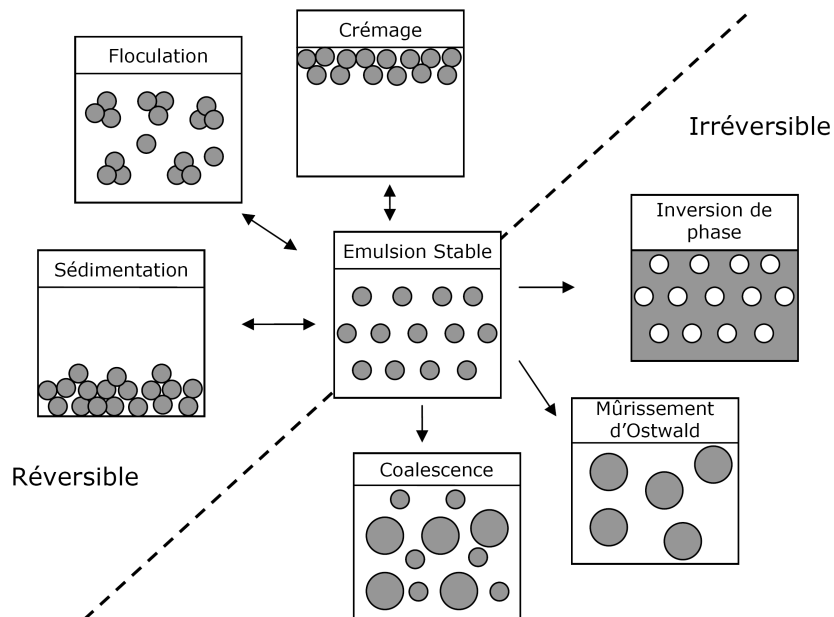 Crémage
Floculation
Irréversible
Inversion de
phase
Emulsion Stable
Sédimentation
Mûrissement
d'Ostwald
Coalescence
Réversible